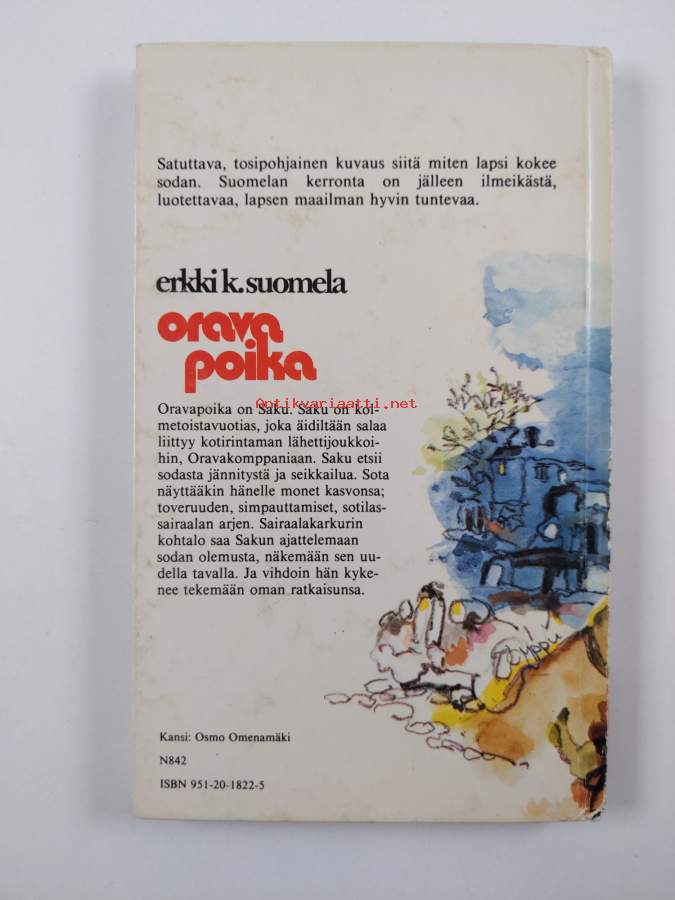 Satuttava, tosipohjainen kuvaus siitä miten lapsi kokee
sodan. Suomelan kerronta on jälleen ilmeikästä,
luotettavaa, lapsen maailman hyvin tuntevaa.
erkki k. suomela
orava
poika
Optikvariaatti.net
Oravapoika on Saku. Saku on kol-
metoistavuotias, joka äidiltään salaa
liittyy kotirintaman lähettijoukkoi-
hin, Oravakomppaniaan. Saku etsii
sodasta jännitystä ja seikkailua. Sota
näyttääkin hänelle monet kasvonsa;
toveruuden, simpauttamiset, sotilas-
sairaalan arjen. Sairaalakarkurin
kohtalo saa Sakun ajattelemaan
sodan olemusta, näkemään sen uu-
della tavalla. Ja vihdoin hän kyke-
nee tekemään oman ratkaisunsa.
Kansi: Osmo Omenamäki
N842
ISBN 951-20-1822-5